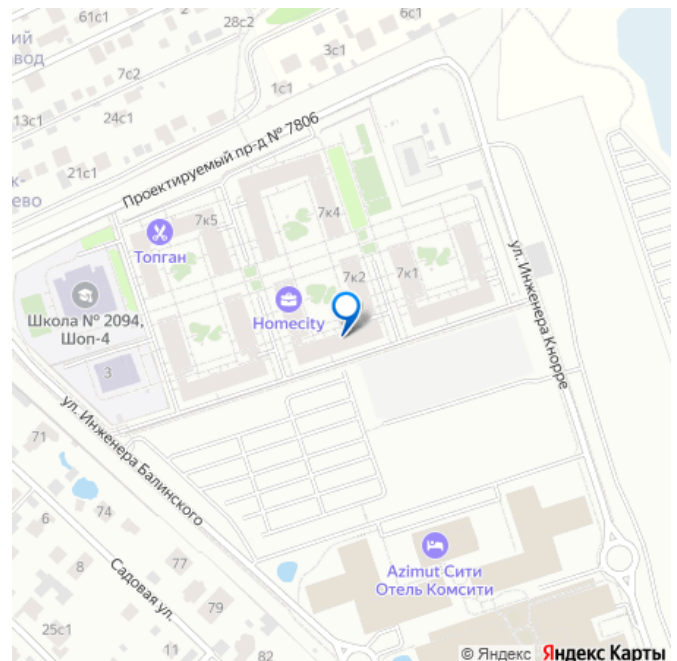 61с1
2
28с2
6с1
ский
вод
3с1
7с2
1с1
13с1
24с1
Проектируемый пр-д № 7806
21с1
к-
ево
7к5
7к4
Топган
ул. Инженера Кнорре
7к2
7к1
Homecity
Школа № 2094,
Шоп-4
3
ул. Инженера Балинского
71
74
6
8
77
Садовая ул.
79
Azimut Сити
Отель Комсити
25с1
11
82
© Яндекс Яндекс Карты